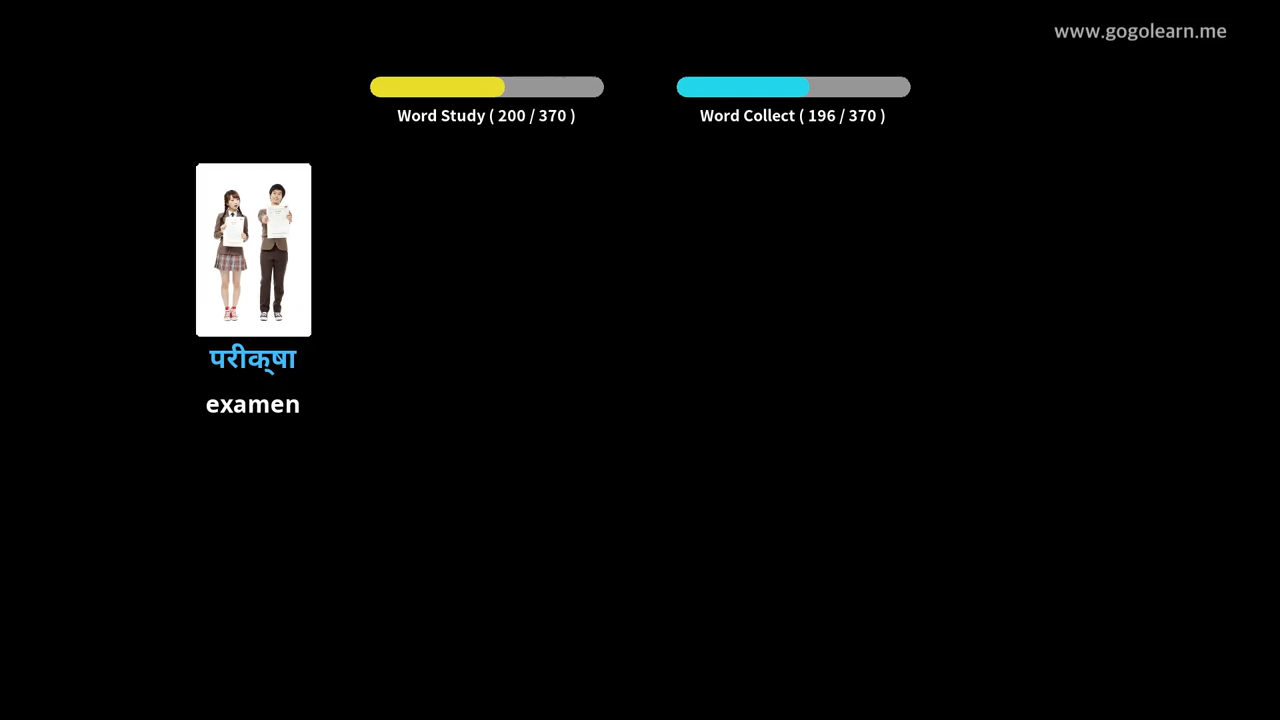 www.gogolearn.me
Word Study ( 200 / 370 )
Word Collect ( 196 / 370 )
परीक्‌षा
examen